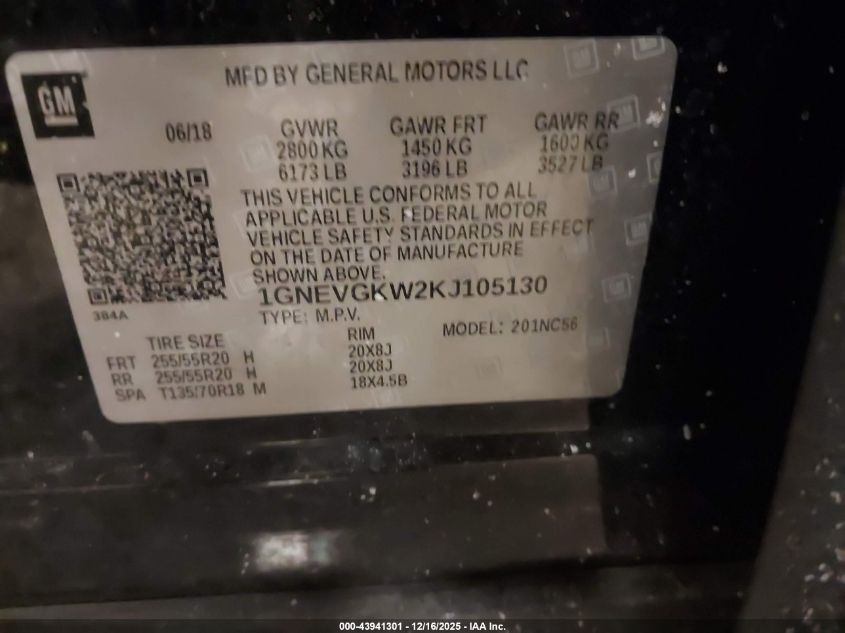 GM
MFD BY GENERAL MOTORS LLC
06/18 GVWR GAWR FRT GAWR RR
2800 KG 1450 KG 1600 KG
6173 LB 3196 LB 3527 LB
THIS VEHICLE CONFORMS TO ALL
APPLICABLE U.S. FEDERAL MOTOR
VEHICLE SAFETY STANDARDS IN EFFECT
ON THE DATE OF MANUFACTURE
SHOWN ABOVE.
384A
1GNEVGKW2KJ105130
TYPE: M.P.V.
MODEL: 201NC56
TIRE SIZE RIM
FRT 255/55R20 H 20X8J
RR 255/55R20 H 20X8J
SPA T135/70R18 M 18X4.5B
000-43941301 - 12/16/2025 - IAA Inc.